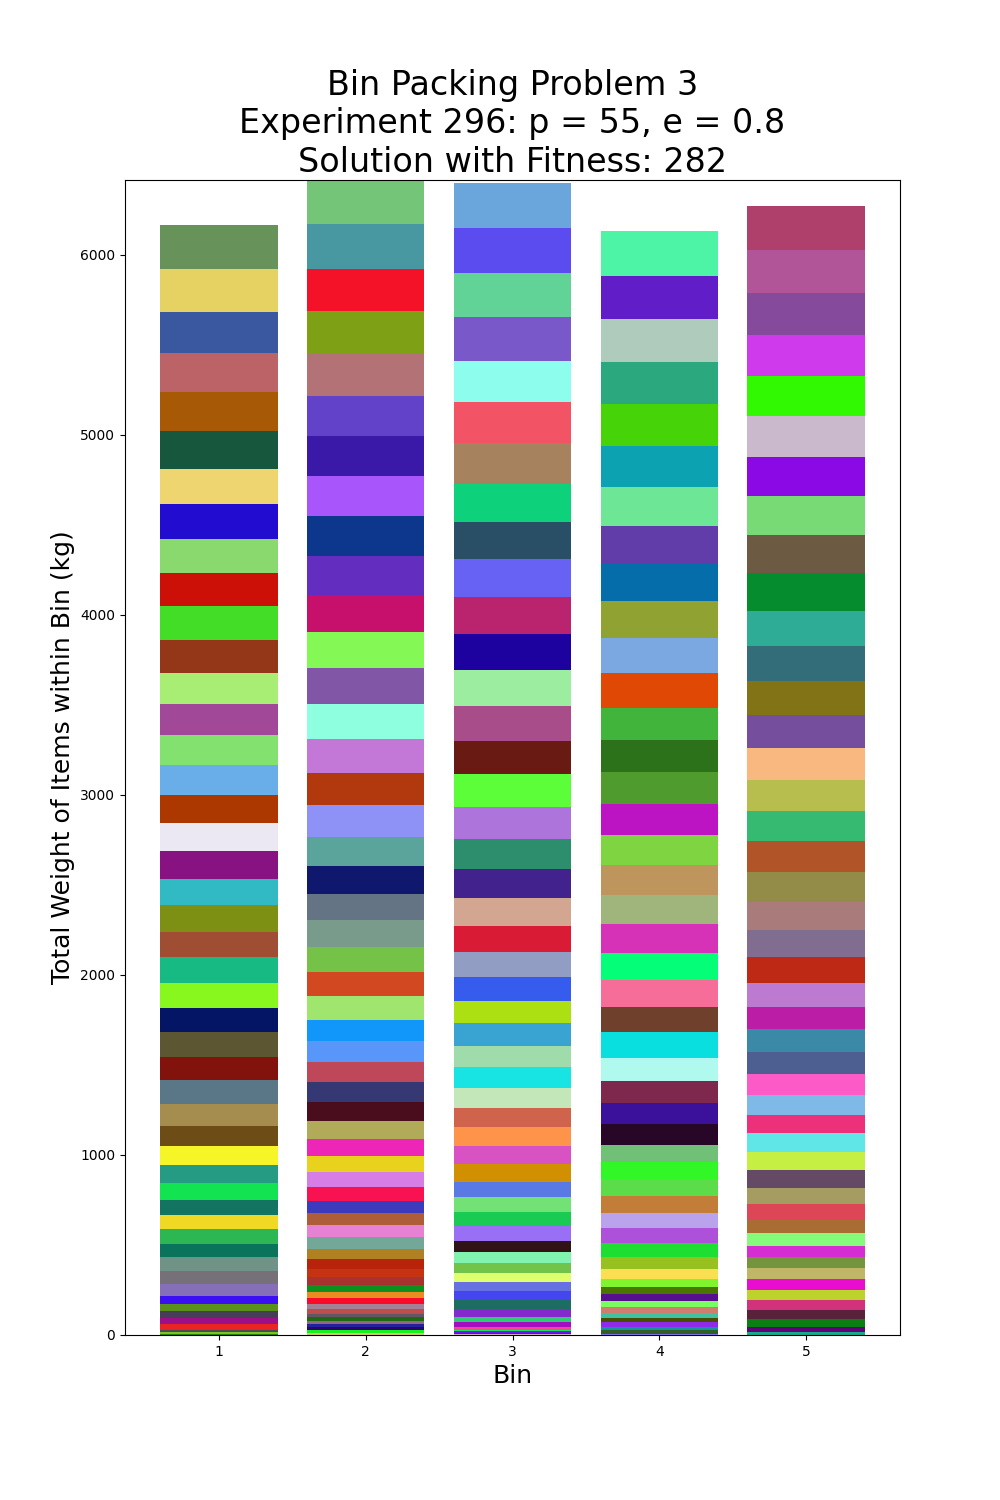 Bin Packing Problem 3
Experiment 296: p = 55, e = 0.8
Solution with Fitness: 282
Total Weight of Items within Bin (kg)
6000
5000
4000
3000
2000
1000
0
1 2 3 4 5
Bin